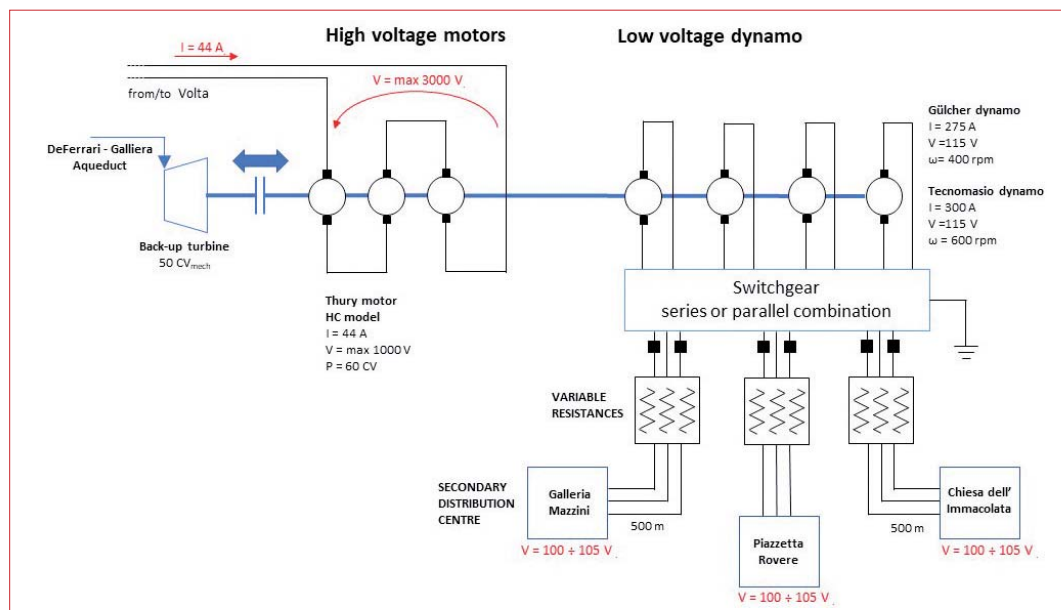 High voltage motors
Low voltage dynamo
I = 44 A
V = max 3000 V
from/to Volta
DeFerrari - Galliera
Aqueduct
Back-up turbine
50 CVmech
Thury motor
HC model
I = 44 A
V = max 1000 V
P = 60 CV
Gülcher dynamo
I = 275 A
V =115 V
ω= 400 rpm
Tecnomasio dynamo
I = 300 A
V =115 V
ω = 600 rpm
Switchgear
series or parallel combination
VARIABLE
RESISTANCES
SECONDARY
DISTRIBUTION
CENTRE
Galleria
Mazzini
500 m
V = 100 ÷ 105 V
Piazzetta
Rovere
V = 100 ÷ 105 V
500 m
Chiesa dell'
Immacolata
V = 100 ÷ 105 V